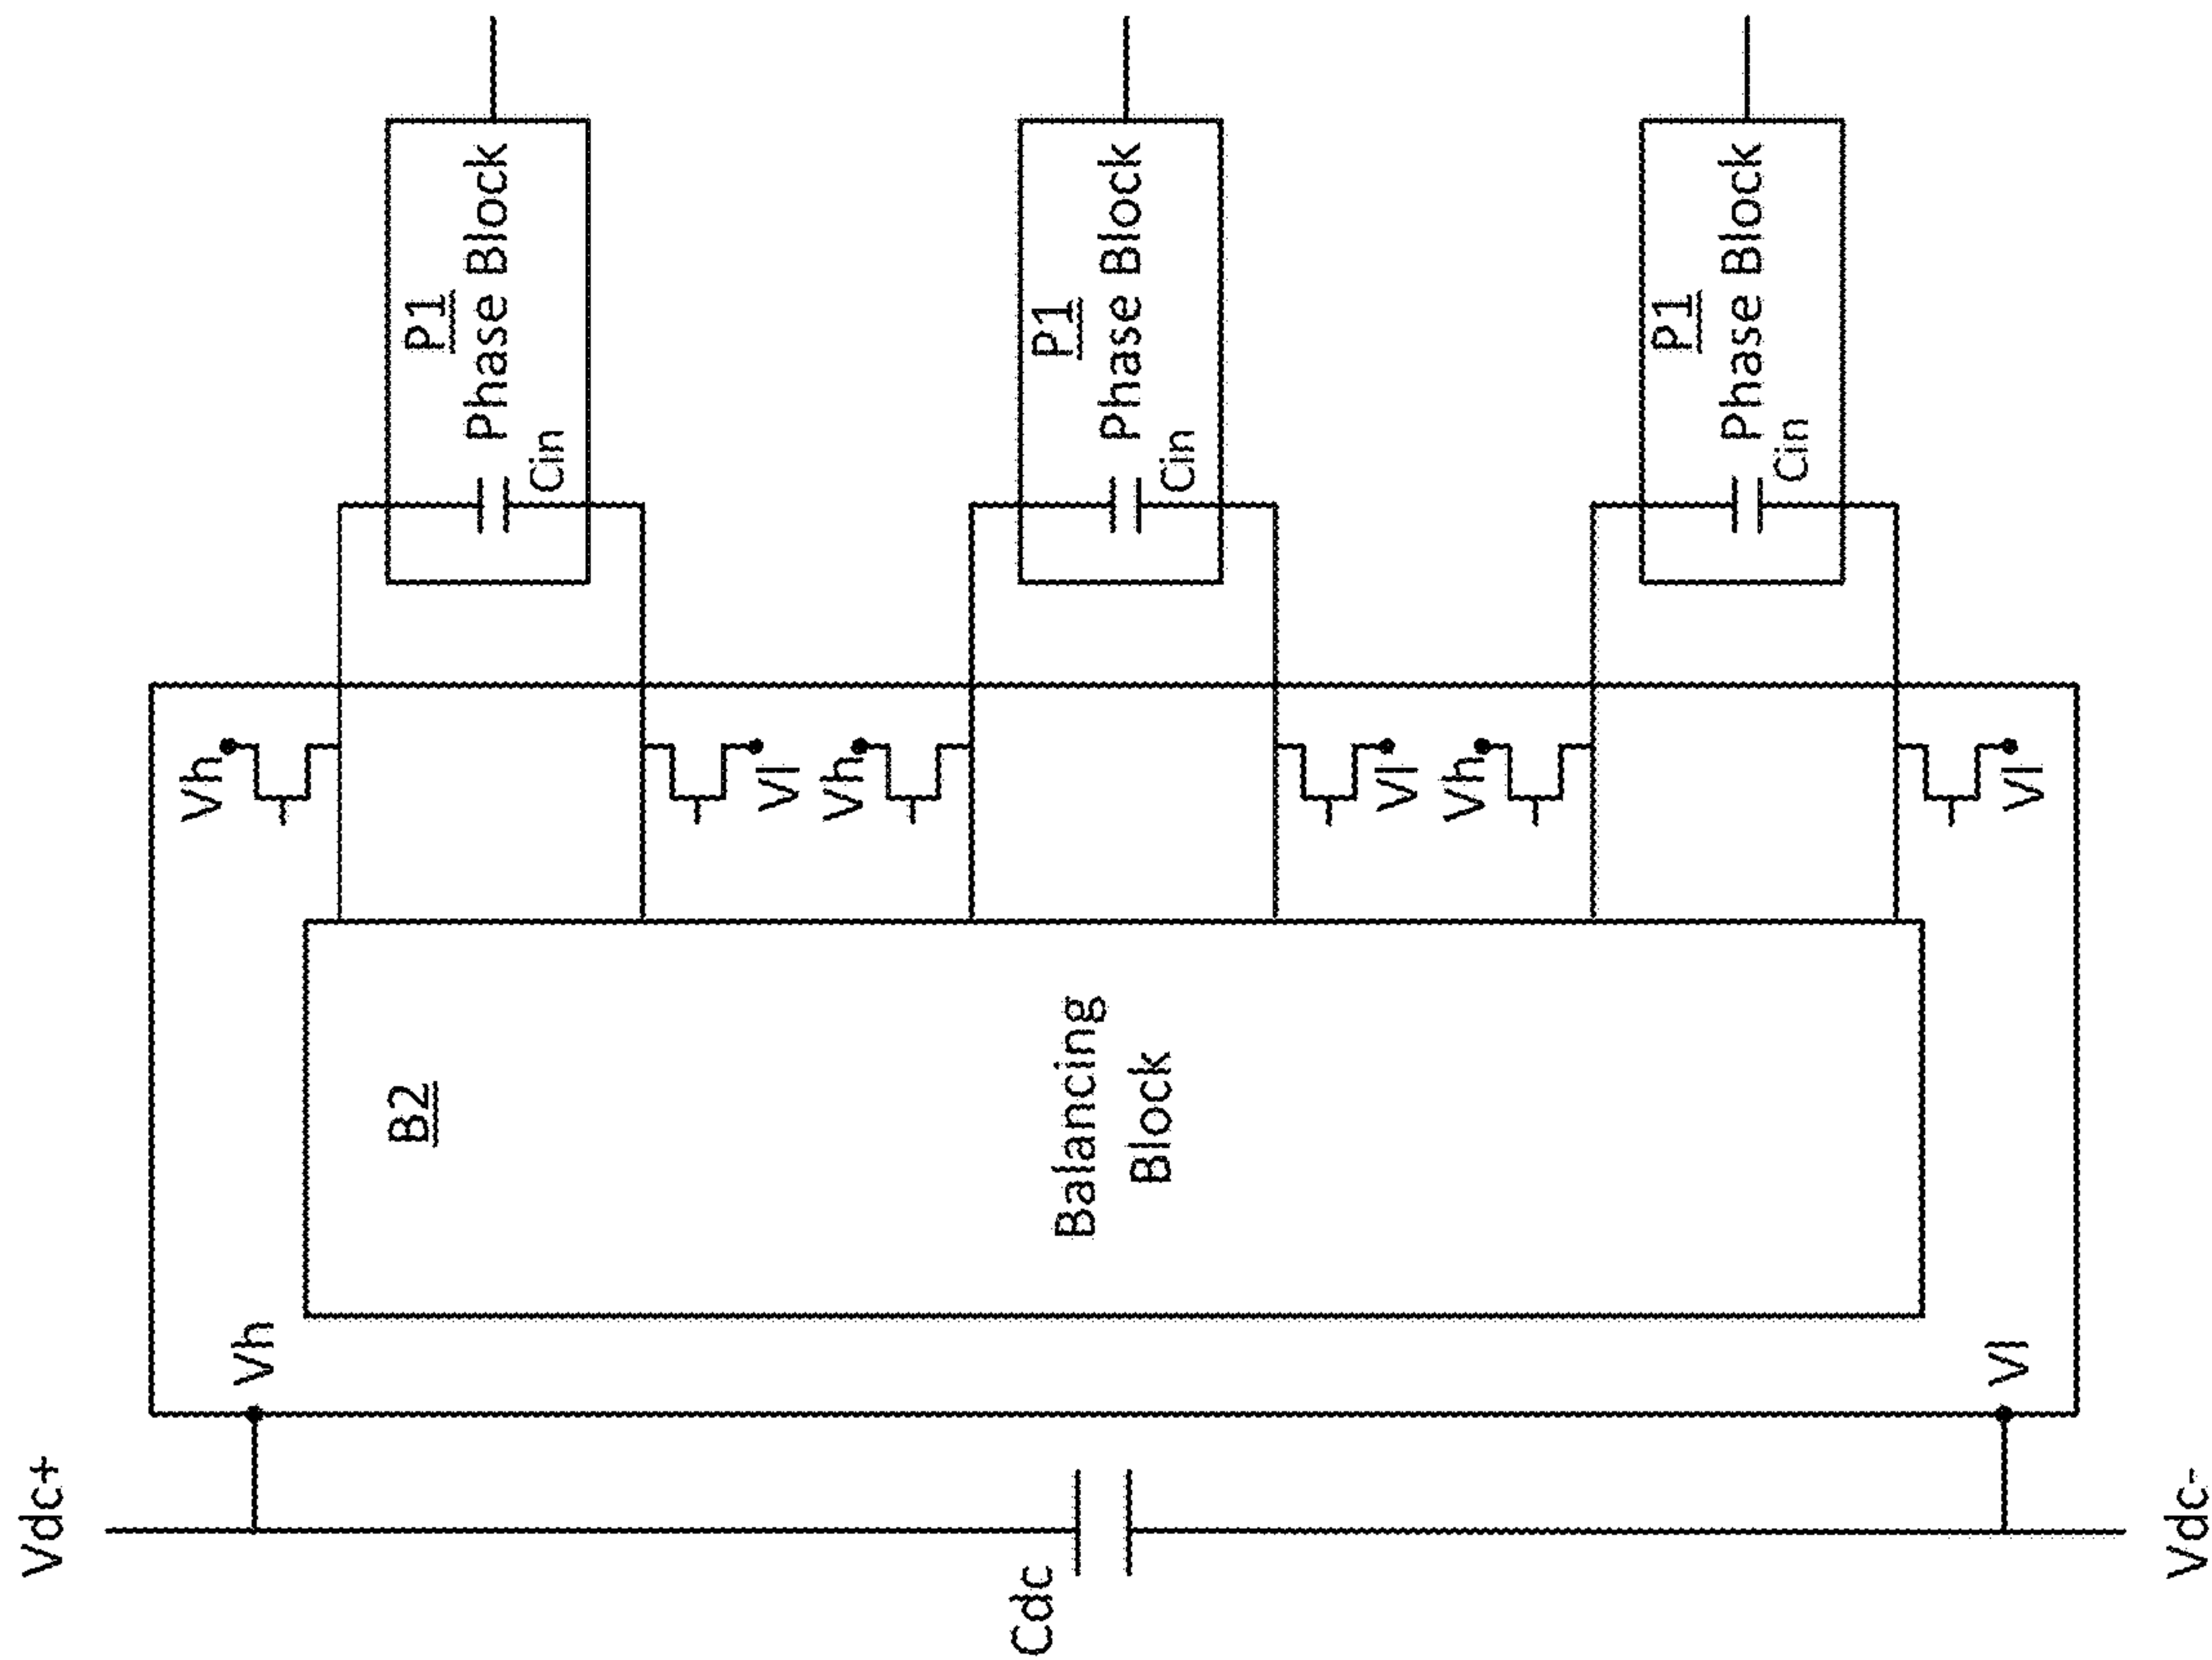 Vdc+
Cdc
Vdc-
Vh
Vl
B2
Balancing
Block
Vh
Vl
Vh
Vl
Vh
Vl
P1
Phase Block
Cin
P1
Phase Block
Cin
P1
Phase Block
Cin